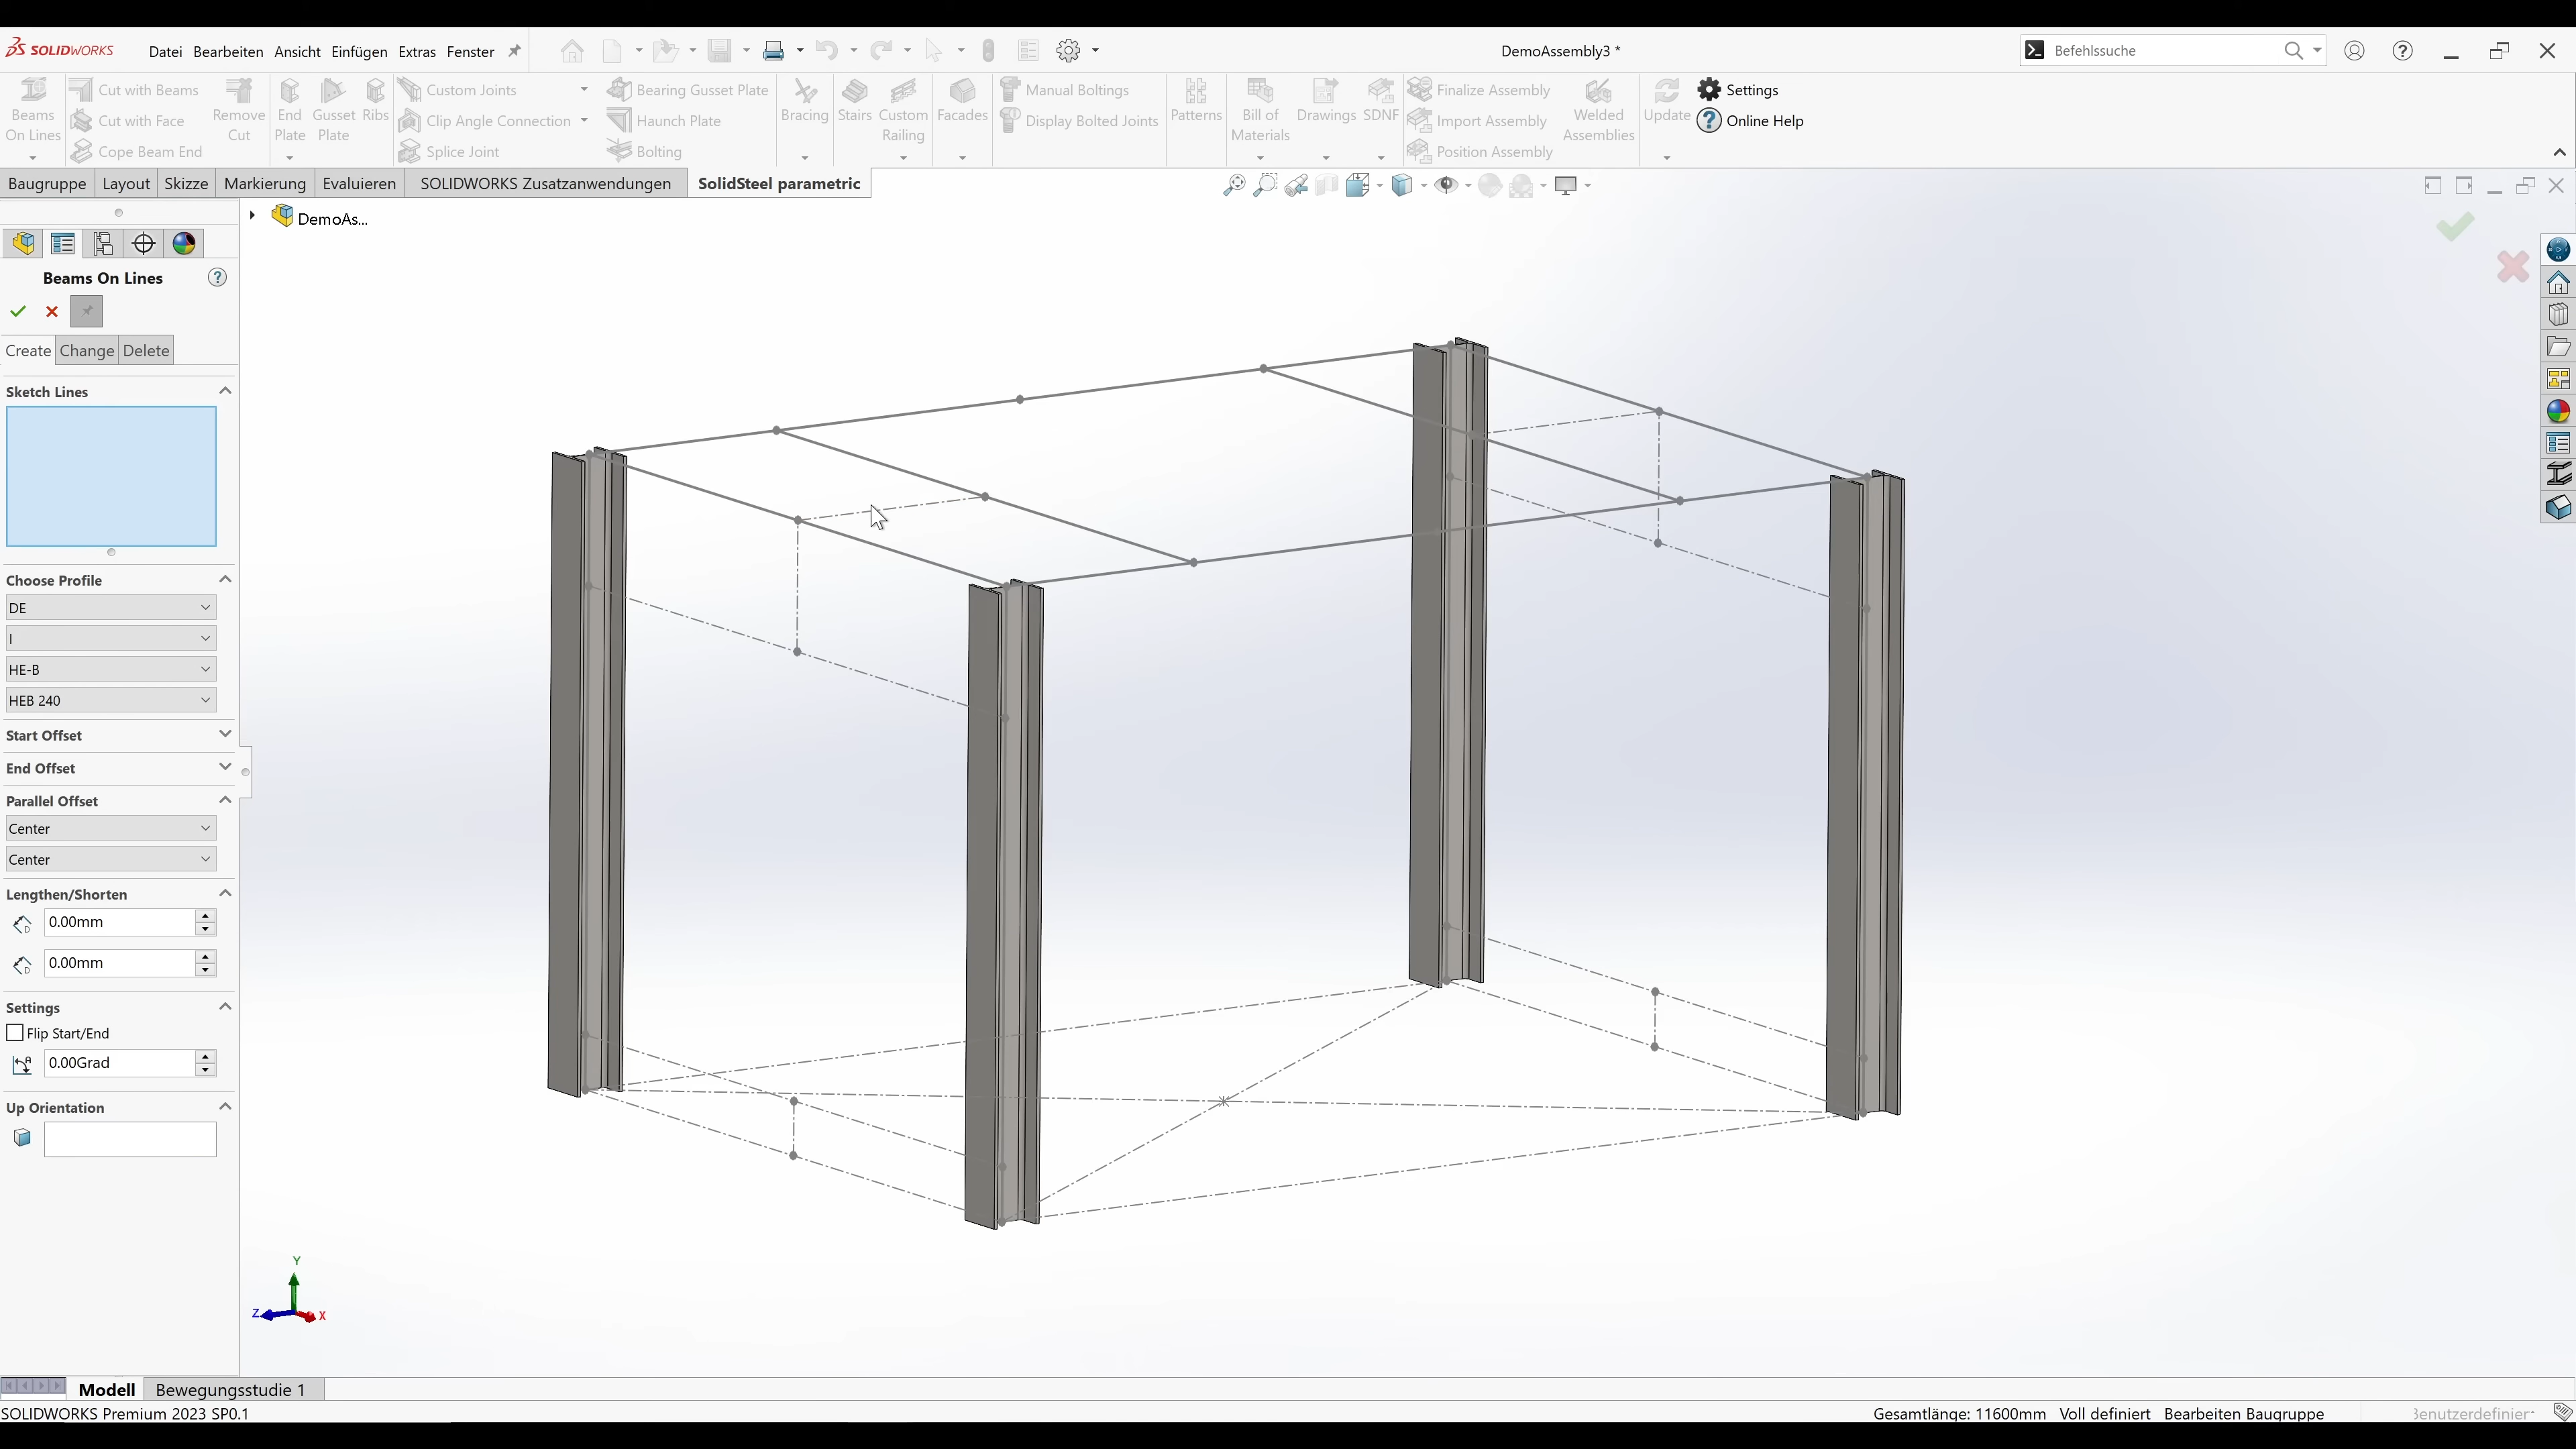 SOLIDWORKS Datei Bearbeiten Ansicht Einfügen Extras Fenster DemoAssembly3 * Befehlssuche
Beams On Lines
Cut with Beams
Cut with Face
Cope Beam End
Remove Cut
End Plate
Gusset Plate
Ribs
Custom Joints
Clip Angle Connection
Splice Joint
Bearing Gusset Plate
Haunch Plate
Bolting
Bracing
Stairs
Custom Railing
Facades
Manual Boltings
Display Bolted Joints
Patterns
Bill of Materials
Drawings
SDNF
Finalize Assembly
Import Assembly
Position Assembly
Welded Assemblies
Update
Settings
Online Help
Baugruppe Layout Skizze Markierung Evaluieren SOLIDWORKS Zusatzanwendungen SolidSteel parametric
DemoAs...
Beams On Lines
Create Change Delete
Sketch Lines
Choose Profile
DE
I
HE-B
HEB 240
Start Offset
End Offset
Parallel Offset
Center
Center
Lengthen/Shorten
0.00mm
0.00mm
Settings
Flip Start/End
0.00Grad
Up Orientation
Y
Z X
Modell Bewegungsstudie 1
SOLIDWORKS Premium 2023 SP0.1 Gesamtlänge: 11600mm Voll definiert Bearbeiten Baugruppe